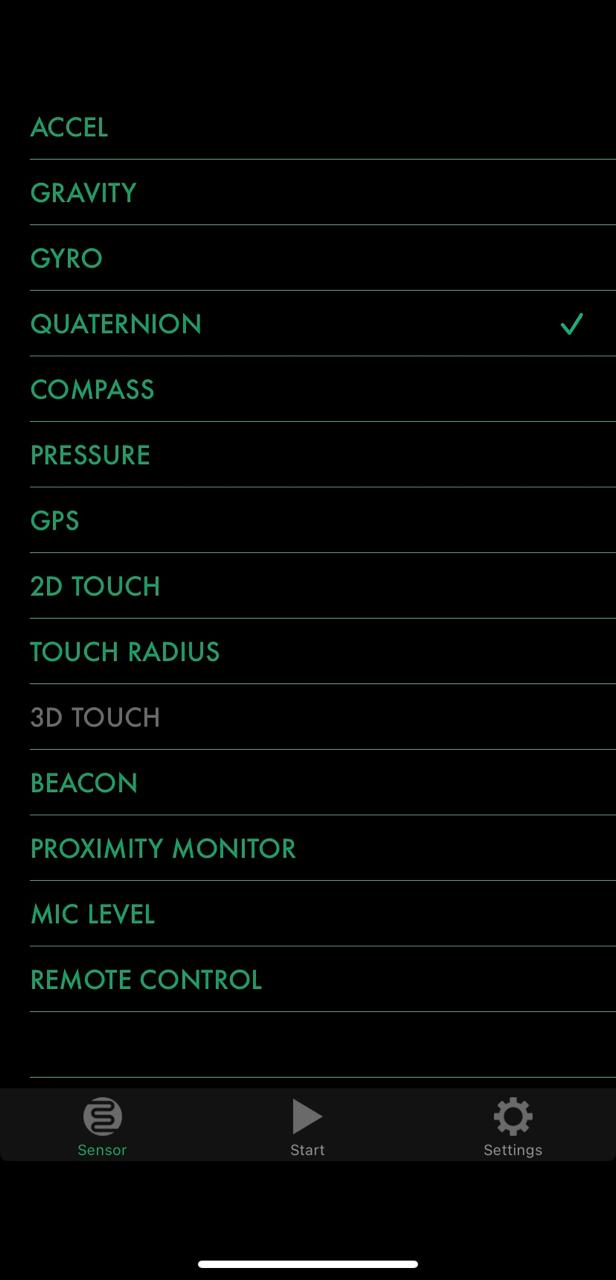 ACCEL
GRAVITY
GYRO
QUATERNION
COMPASS
PRESSURE
GPS
2D TOUCH
TOUCH RADIUS
3D TOUCH
BEACON
PROXIMITY MONITOR
MIC LEVEL
REMOTE CONTROL
Sensor
Start
Settings